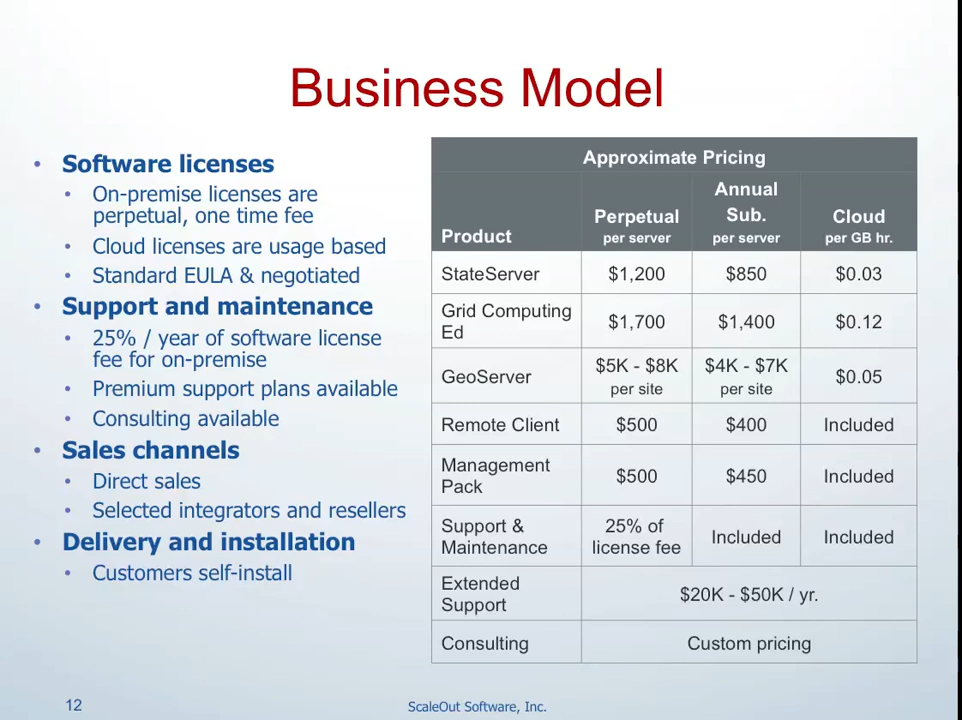 Business Model
• Software licenses
• On-premise licenses are
perpetual, one time fee
• Cloud licenses are usage based
• Standard EULA & negotiated
• Support and maintenance
• 25% / year of software license
fee for on-premise
• Premium support plans available
• Consulting available
• Sales channels
• Direct sales
• Selected integrators and resellers
• Delivery and installation
• Customers self-install
Approximate Pricing
Product
Perpetual
per server
Annual
Sub.
per server
Cloud
per GB hr.
StateServer $1,200 $850 $0.03
Grid Computing
Ed
$1,700 $1,400 $0.12
GeoServer
$5K - $8K
per site
$4K - $7K
per site
$0.05
Remote Client $500 $400 Included
Management
Pack
$500 $450 Included
Support &
Maintenance
25% of
license fee
Included Included
Extended
Support
$20K - $50K / yr.
Consulting Custom pricing
12 ScaleOut Software, Inc.